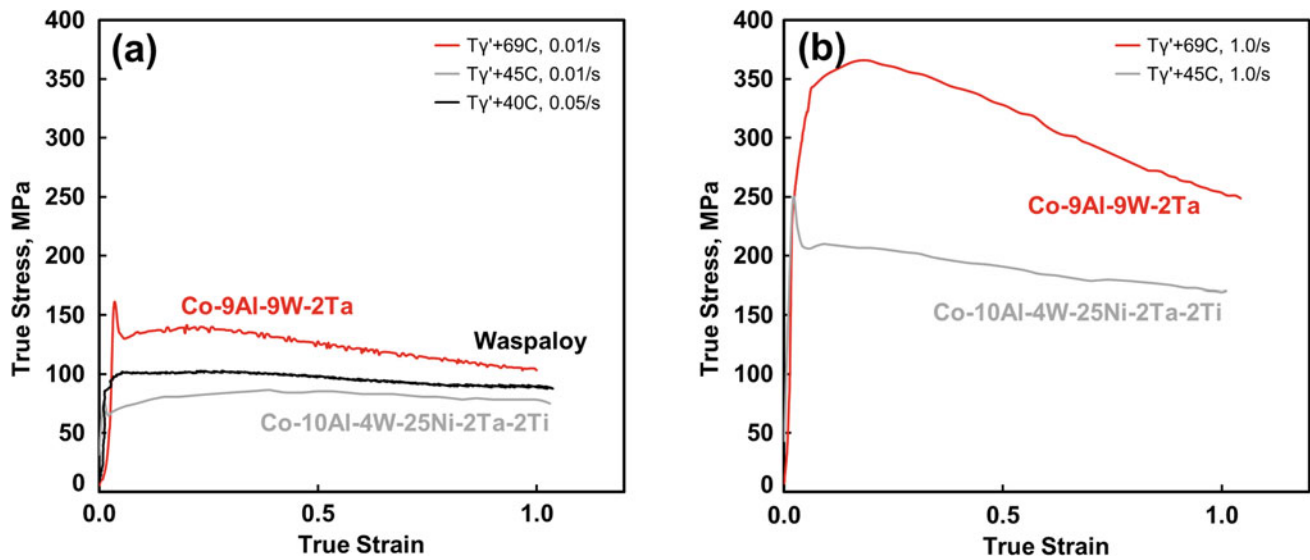 (a)
Tγ'+69C, 0.01/s
Tγ'+45C, 0.01/s
Tγ'+40C, 0.05/s
400
350
300
250
200
150
100
50
0
True Stress, MPa
Co-9Al-9W-2Ta
Waspaloy
Co-10Al-4W-25Ni-2Ta-2Ti
0.0
0.5
1.0
True Strain
(b)
Tγ'+69C, 1.0/s
Tγ'+45C, 1.0/s
400
350
300
250
200
150
100
50
0
True Stress, MPa
Co-9Al-9W-2Ta
Co-10Al-4W-25Ni-2Ta-2Ti
0.0
0.5
1.0
True Strain